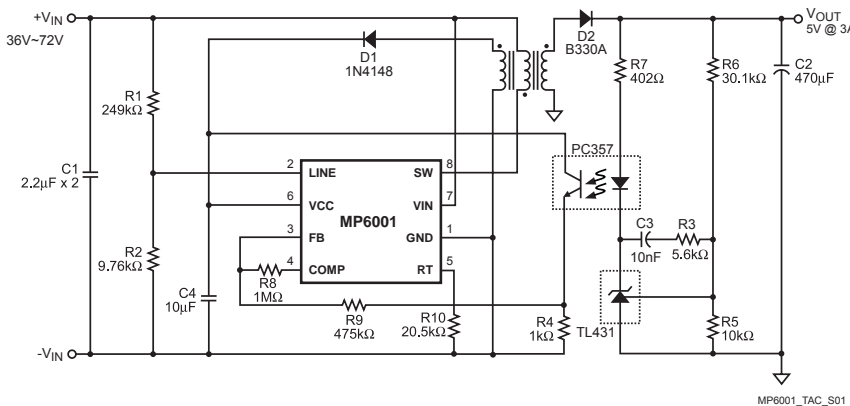 +VIN
36V~72V
D1
1N4148
D2
B330A
VOUT
5V @ 3A
R7
402Ω
R6
30.1kΩ
C2
470µF
R1
249kΩ
C1
2.2µF x 2
R2
9.76kΩ
PC357
2
LINE
SW
8
6
VCC
VIN
7
MP6001
3
FB
GND
1
4
COMP
RT
5
R8
1MΩ
C3
10nF
R3
5.6kΩ
C4
10µF
R9
475kΩ
R10
20.5kΩ
R4
1kΩ
TL431
R5
10kΩ
-VIN
MP6001_TAC_S01